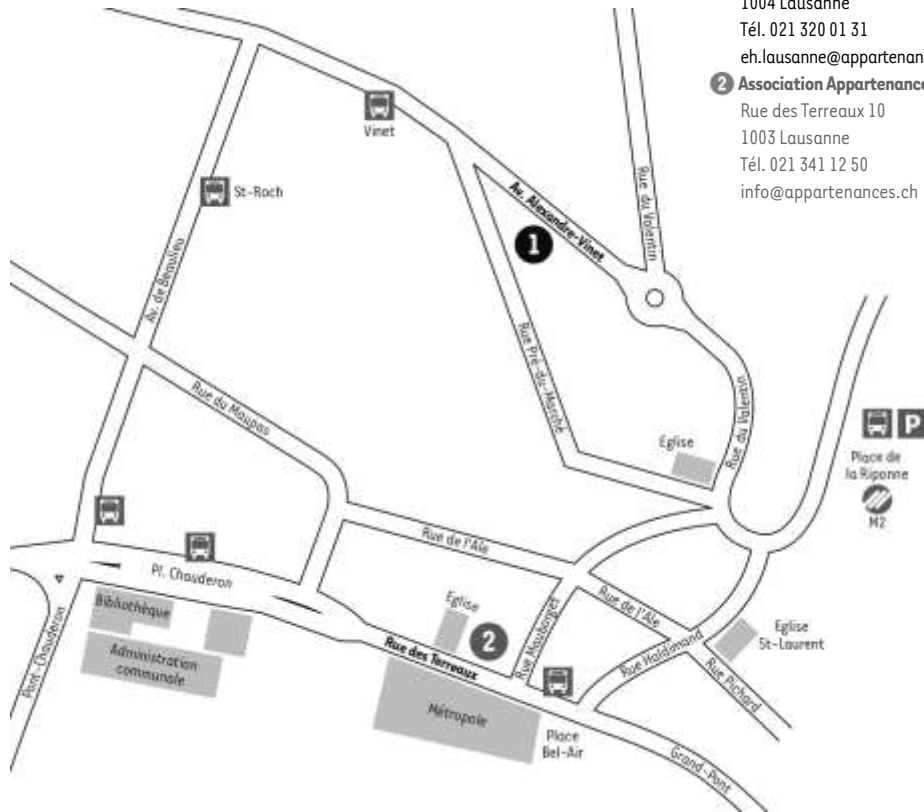 1004 Lausanne
Tél. 021 320 01 31
eh.lausanne@appartenan
2 Association Appartenance
Rue des Terreaux 10
1003 Lausanne
Tél. 021 341 12 50
info@appartenances.ch
Vinet
St-Roch
Av. Alexandre-Vinet
Rue du Valentin
1
Av. de Beaulieu
Rue Pré-du-Marché
Rue du Maupas
Rue du Valentin
Eglise
P
Place de
la Riponne
M2
Rue de l'Ale
Pl. Chauderon
Eglise
2
Rue Mauborget
Rue de l'Ale
Bibliothèque
Rue des Terreaux
Rue Haldimand
Eglise
St-Laurent
Administration
communale
Pont-Chauderon
Rue Pichard
Métropole
Place
Bel-Air
Grand-Pont